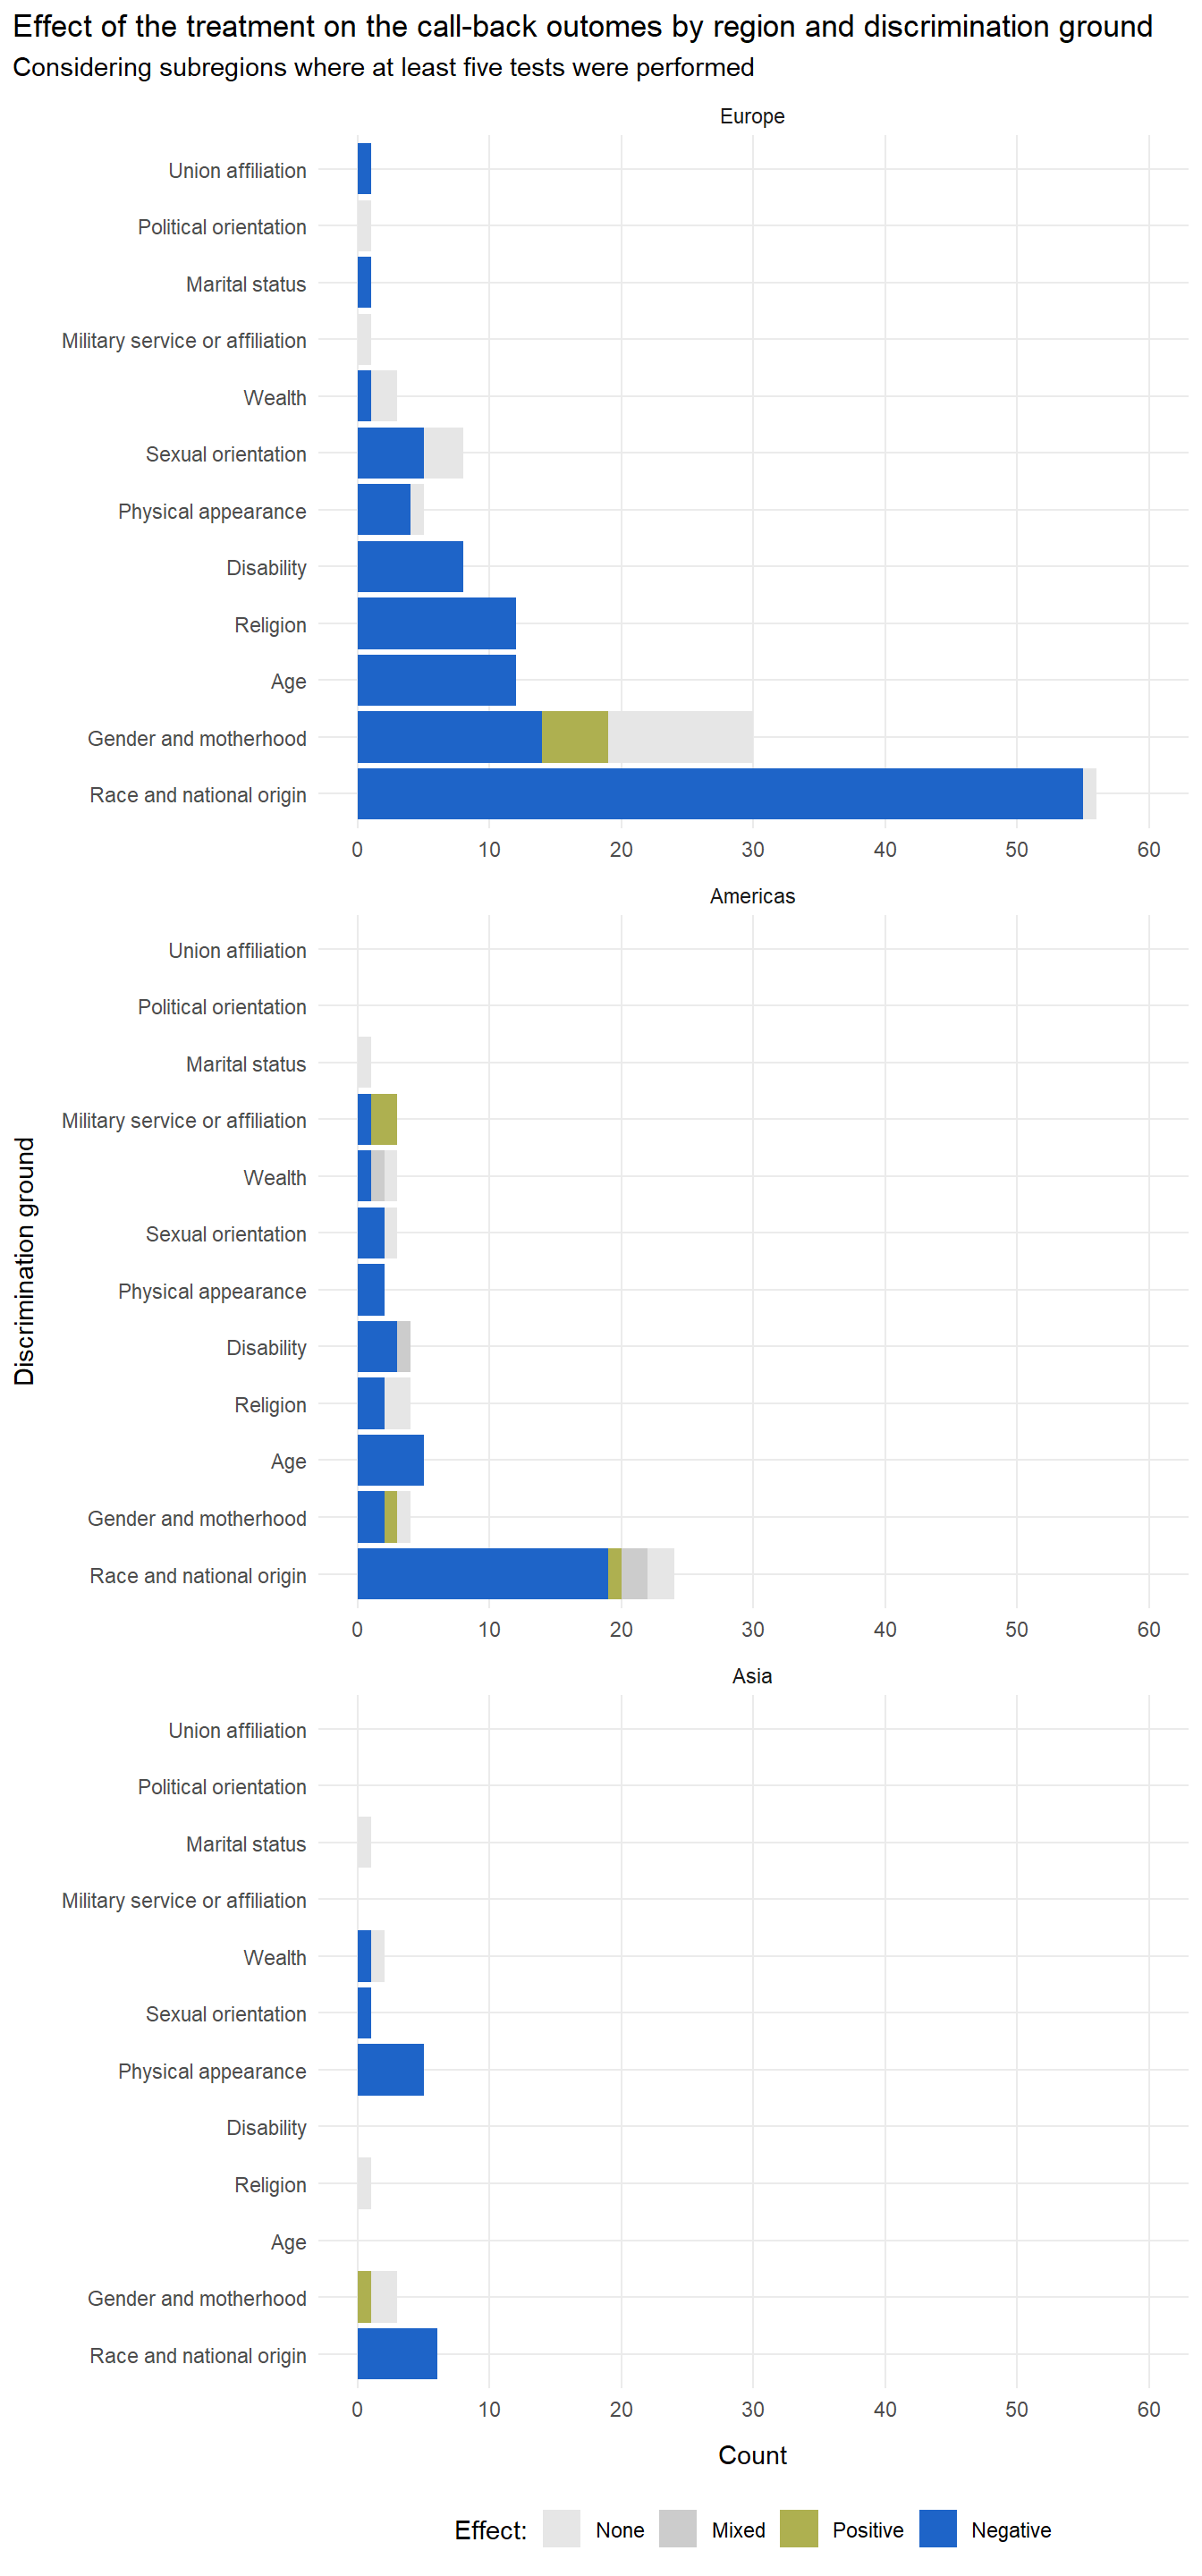 Effect of the treatment on the call-back outomes by region and discrimination ground
Considering subregions where at least five tests were performed
Europe
Union affiliation
Political orientation
Marital status
Military service or affiliation
Wealth
Sexual orientation
Physical appearance
Disability
Religion
Age
Gender and motherhood
Race and national origin
0 10 20 30 40 50 60
Americas
Discrimination ground
Union affiliation
Political orientation
Marital status
Military service or affiliation
Wealth
Sexual orientation
Physical appearance
Disability
Religion
Age
Gender and motherhood
Race and national origin
0 10 20 30 40 50 60
Asia
Union affiliation
Political orientation
Marital status
Military service or affiliation
Wealth
Sexual orientation
Physical appearance
Disability
Religion
Age
Gender and motherhood
Race and national origin
0 10 20 30 40 50 60
Count
Effect: None Mixed Positive Negative